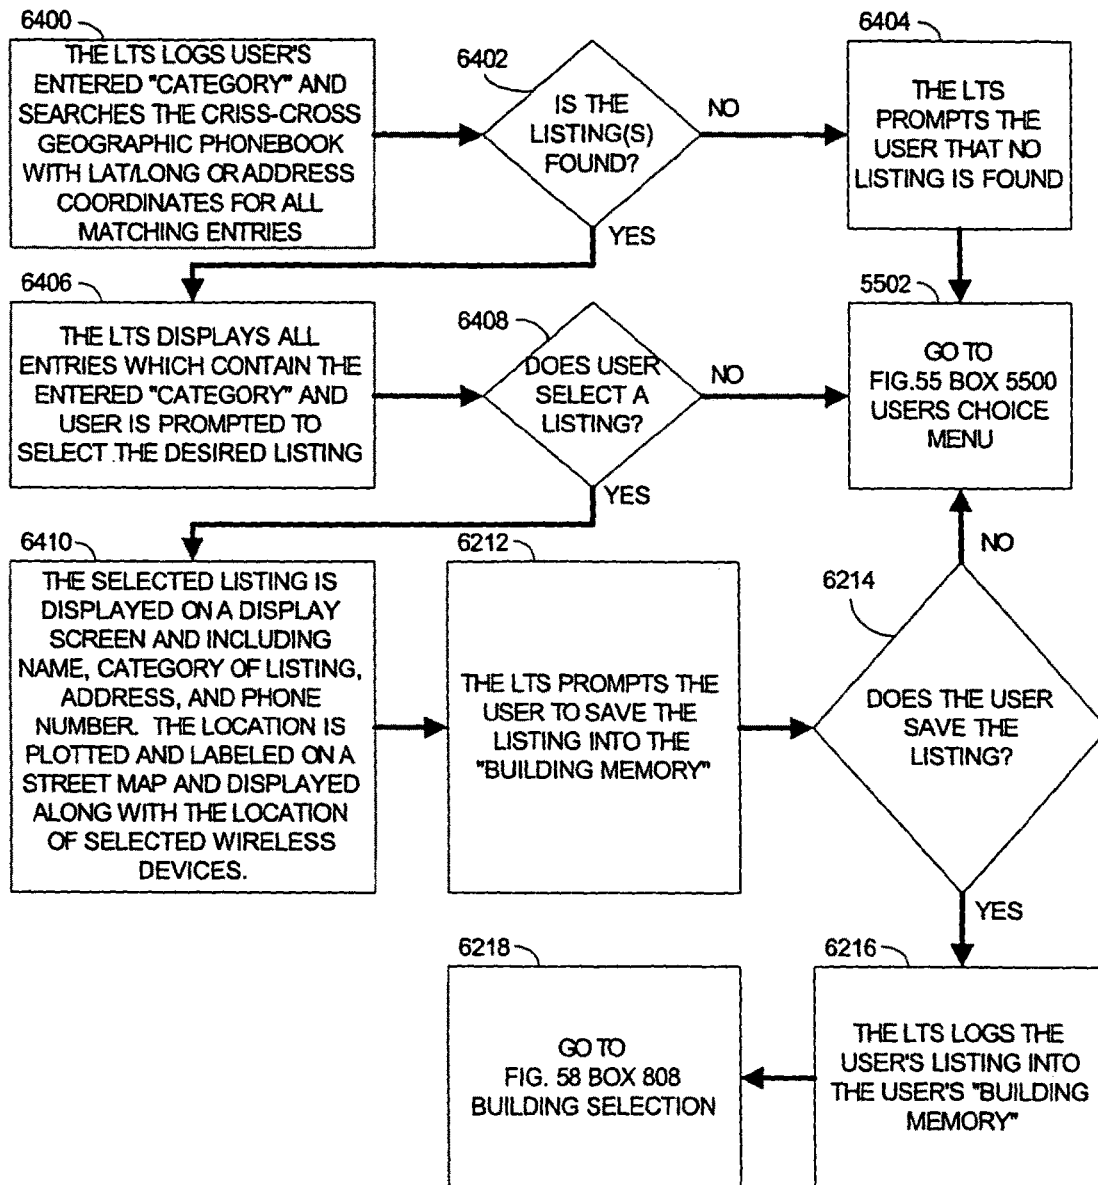 6400
THE LTS LOGS USER'S
ENTERED "CATEGORY" AND
SEARCHES THE CRISS-CROSS
GEOGRAPHIC PHONEBOOK
WITH LAT/LONG OR ADDRESS
COORDINATES FOR ALL
MATCHING ENTRIES
6402
IS THE
LISTING(S)
FOUND?
NO
YES
6404
THE LTS
PROMPTS THE
USER THAT NO
LISTING IS FOUND
6406
THE LTS DISPLAYS ALL
ENTRIES WHICH CONTAIN THE
ENTERED "CATEGORY" AND
USER IS PROMPTED TO
SELECT THE DESIRED LISTING
6408
DOES USER
SELECT A
LISTING?
NO
YES
5502
GO TO
FIG.55 BOX 5500
USERS CHOICE
MENU
6410
THE SELECTED LISTING IS
DISPLAYED ON A DISPLAY
SCREEN AND INCLUDING
NAME, CATEGORY OF LISTING,
ADDRESS, AND PHONE
NUMBER. THE LOCATION IS
PLOTTED AND LABELED ON A
STREET MAP AND DISPLAYED
ALONG WITH THE LOCATION
OF SELECTED WIRELESS
DEVICES.
6212
THE LTS PROMPTS THE
USER TO SAVE THE
LISTING INTO THE
"BUILDING MEMORY"
6214
DOES THE USER
SAVE THE
LISTING?
NO
YES
6218
GO TO
FIG. 58 BOX 808
BUILDING SELECTION
6216
THE LTS LOGS THE
USER'S LISTING INTO
THE USER'S "BUILDING
MEMORY"